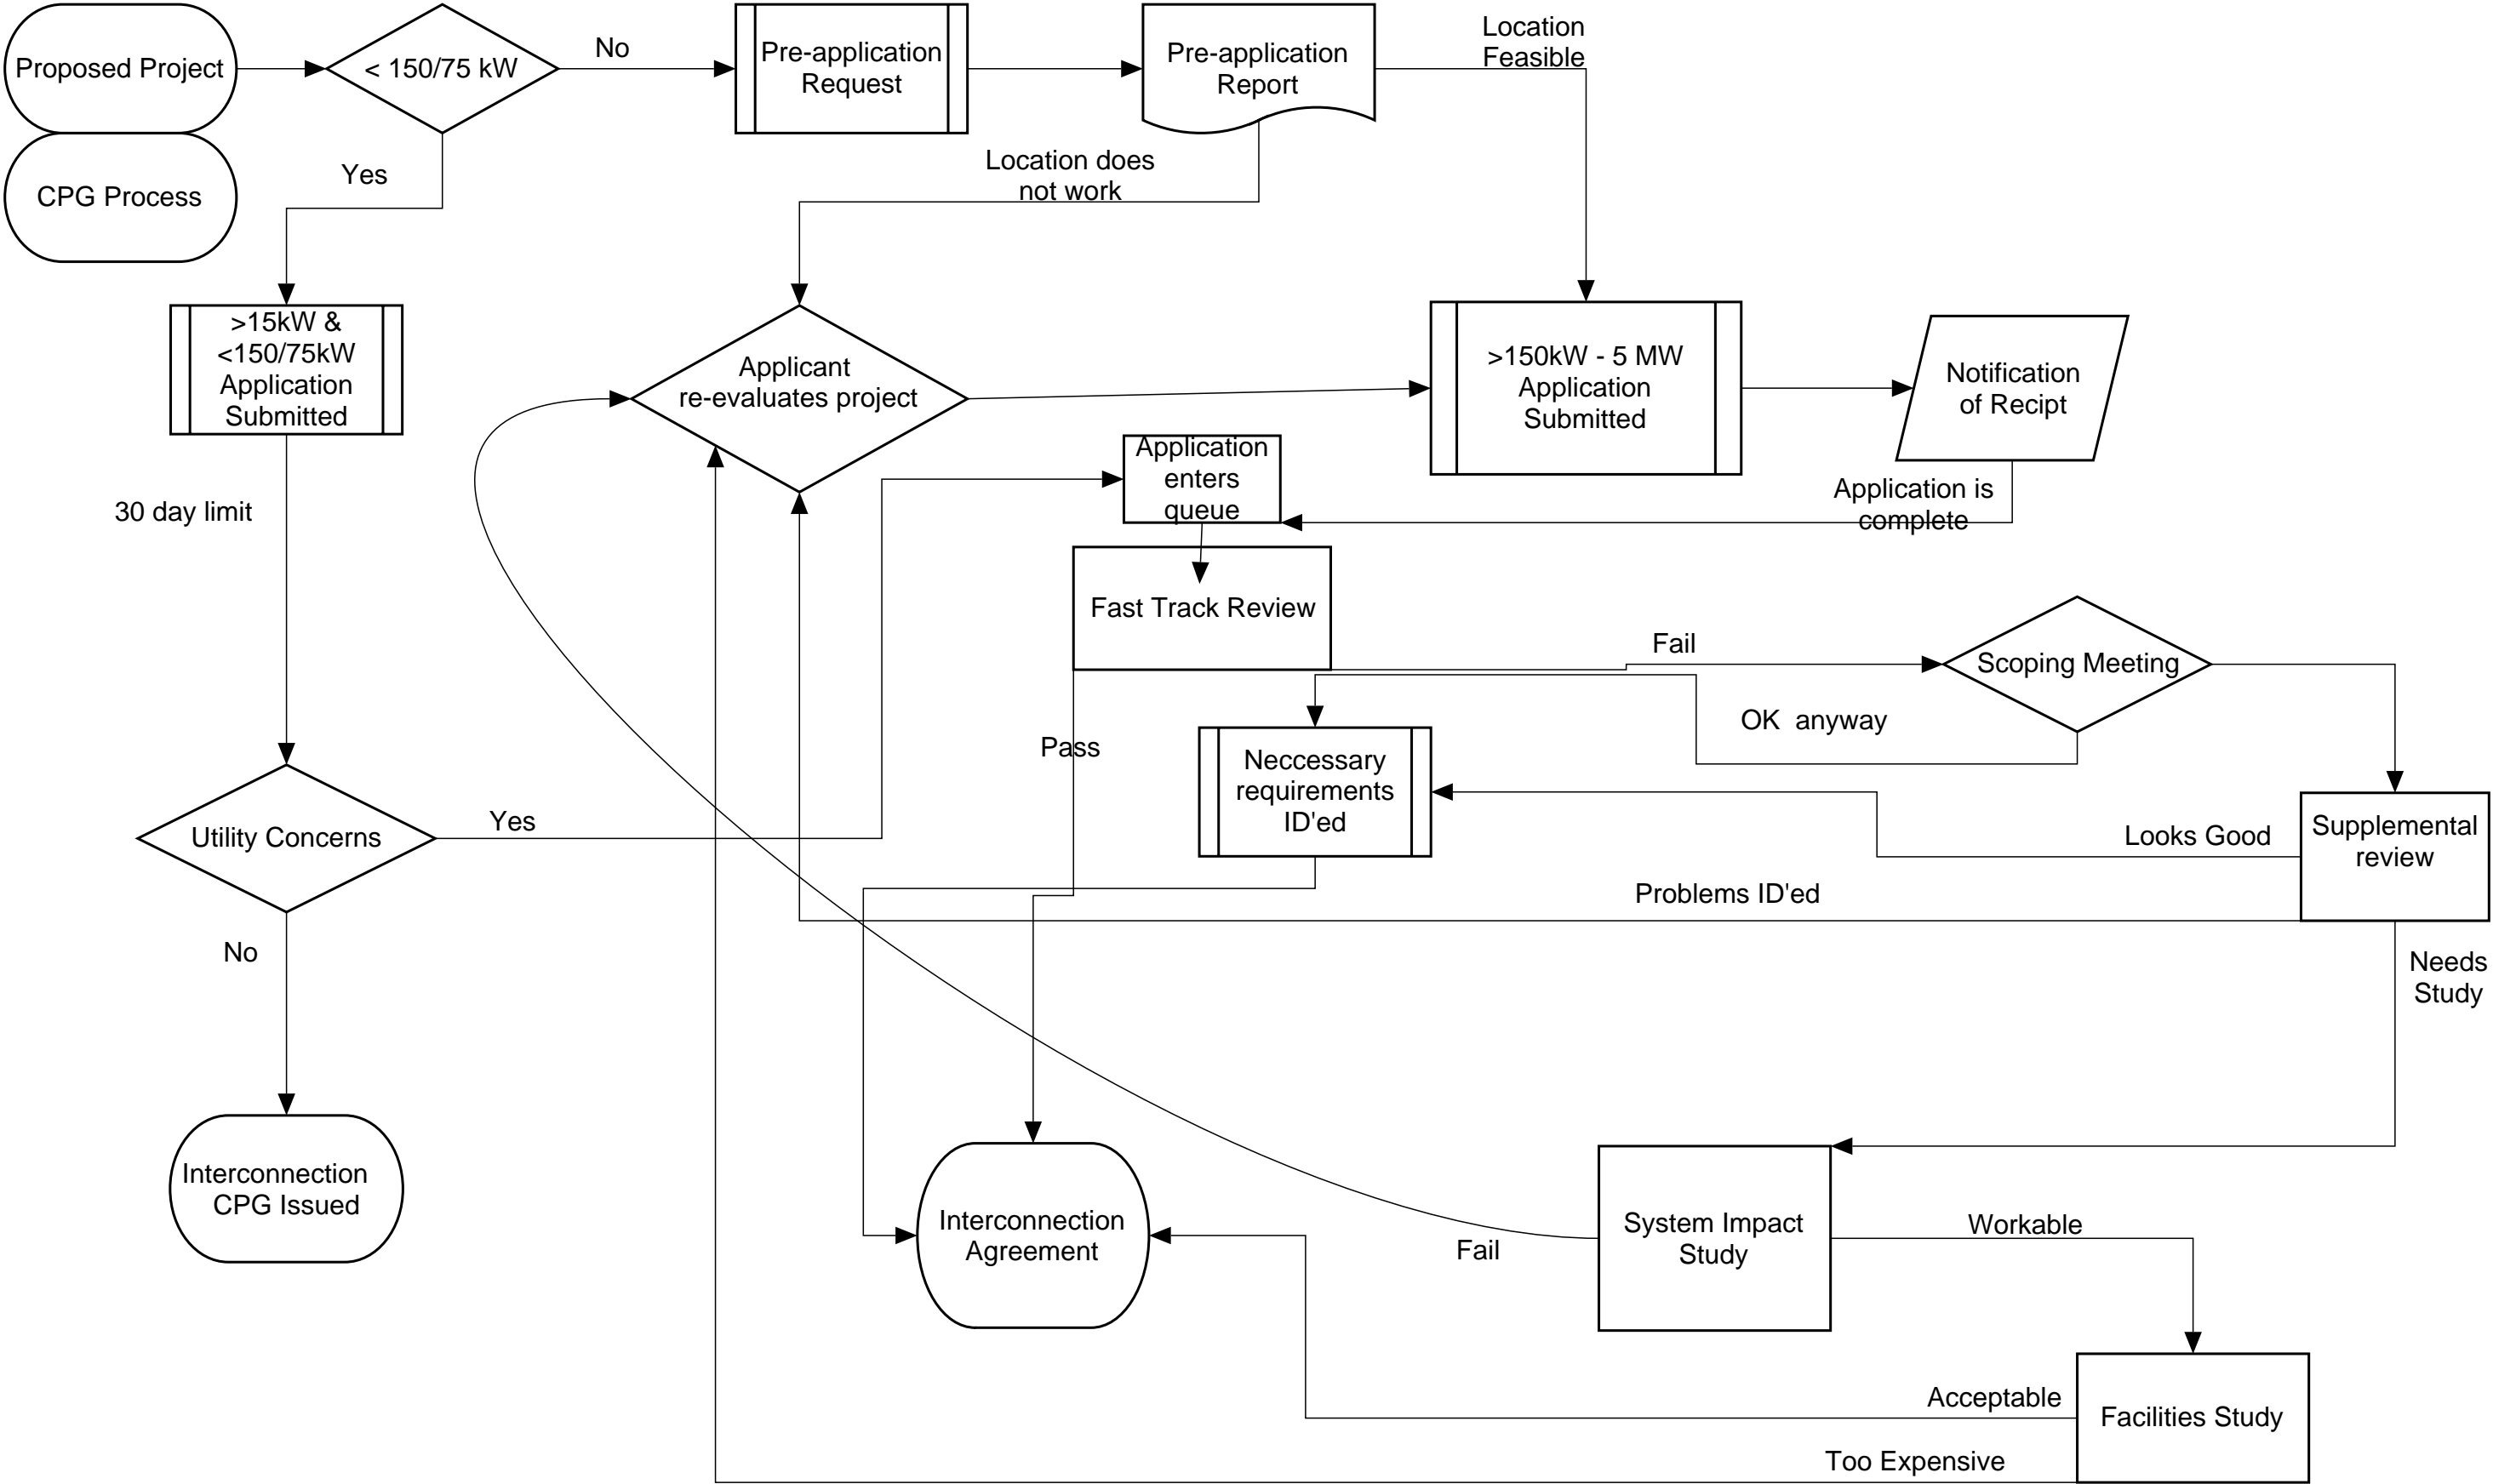 Proposed Project
< 150/75 kW
No
Pre-application
Request
Pre-application
Report
Location
Feasible
CPG Process
Yes
Location does
not work
>15kW &
<150/75kW
Application
Submitted
Applicant
re-evaluates project
>150kW - 5 MW
Application
Submitted
Notification
of Recipt
30 day limit
Application
enters
queue
Application is
complete
Fast Track Review
Fail
Scoping Meeting
Pass
OK  anyway
Neccessary
requirements
ID'ed
Utility Concerns
Yes
Looks Good
Supplemental
review
Problems ID'ed
No
Needs
Study
Interconnection
CPG Issued
Interconnection
Agreement
Fail
System Impact
Study
Workable
Acceptable
Facilities Study
Too Expensive